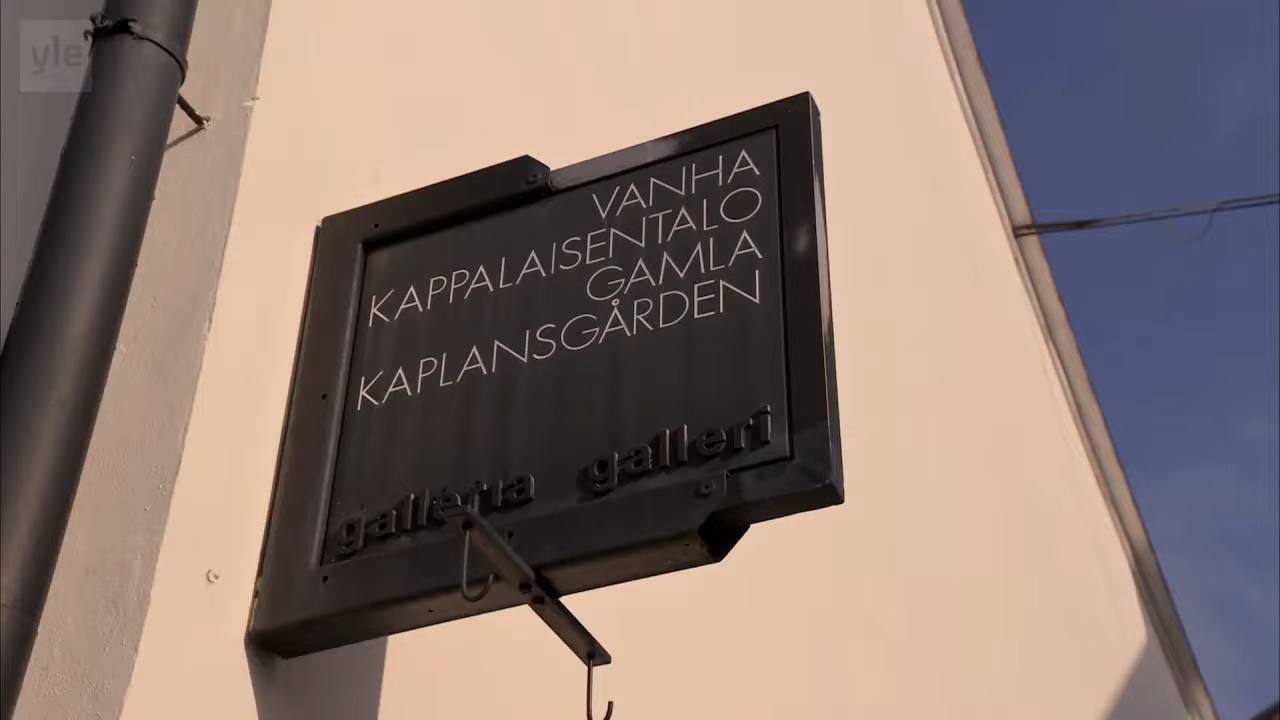 yle
VANHA
KAPPALAISENTALO
GAMLA
KAPLANSGÅRDEN
galleria galleri